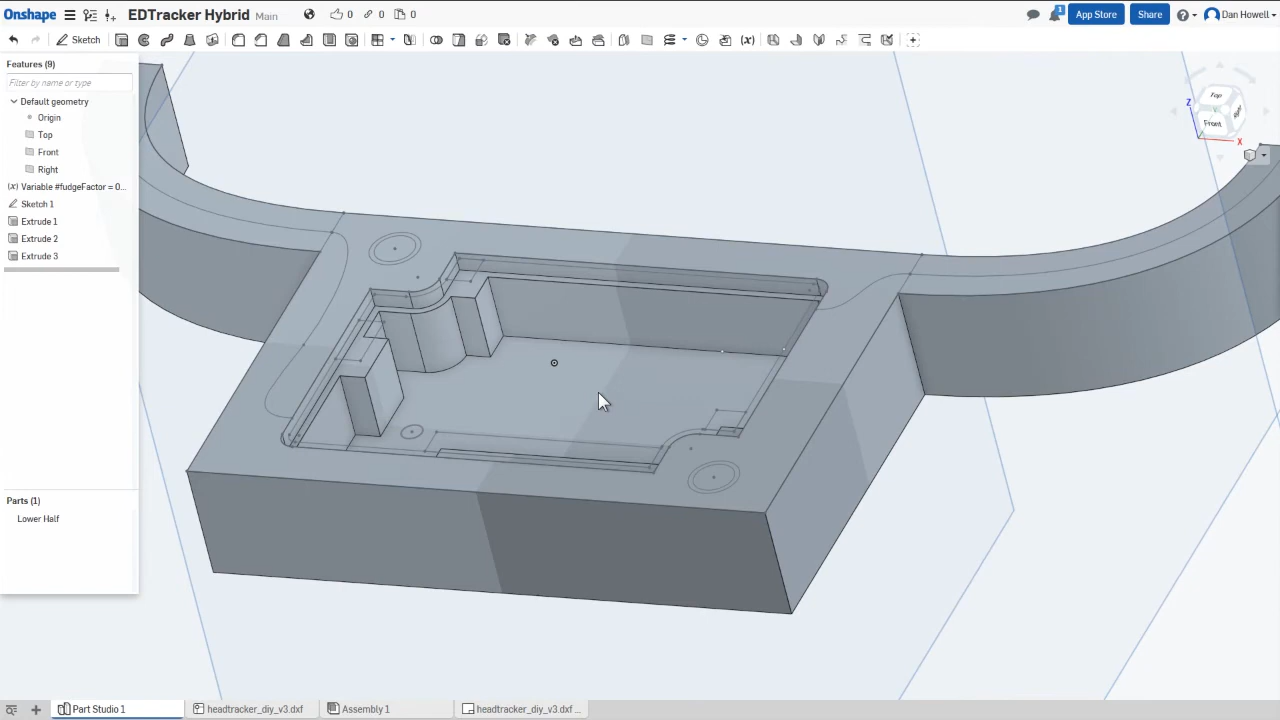 Onshape EDTracker Hybrid Main 0 0 0 1 App Store Share Dan Howell
Sketch (x)
Features (9)
Filter by name or type
Default geometry
Origin
Top
Front
Right
(x) Variable #fudgeFactor = 0...
Sketch 1
Extrude 1
Extrude 2
Extrude 3
Top
Front
Right
Z
X
Parts (1)
Lower Half
Part Studio 1 headtracker_diy_v3.dxf Assembly 1 headtracker_diy_v3.dxf ...